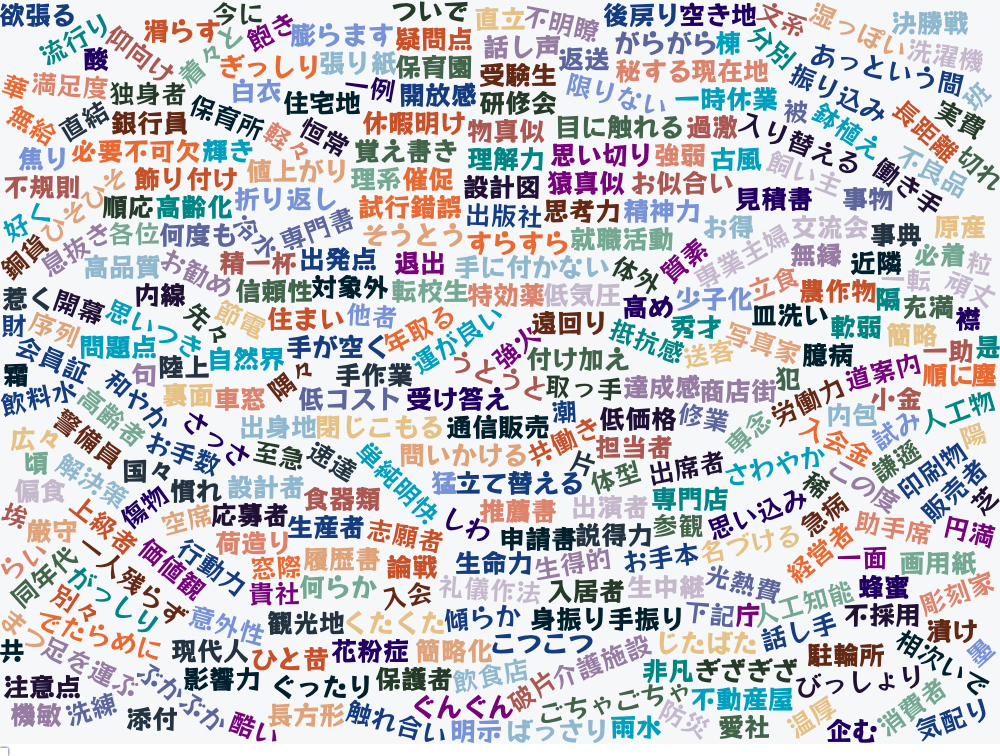 欲張る
今に
ついで
流行り
滑らす
飽き
膨らます
疑問点
直立
不明瞭
後戻り
空き地
文系
湿っぽい
決勝戦
酸
仰向け
着々と
ぎっしり
張り紙
保育園
話し声
返送
がらがら
棟
分別
あっという間
洗濯機
華
満足度
独身者
白衣
住宅地
一例
開放感
受験生
秘する
現在地
振り込み
無給
直結
銀行員
保育所
軽々
恒常
休暇明け
研修会
限りない
一時休業
被
鉢植え
長距離
実費
焦り
必要不可欠
輝き
値上がり
覚え書き
物真似
目に触れる
過激
入り替える
不良品
切れ
不規則
ひそひそ
飾り付け
理系
催促
理解力
思い切り
強弱
古風
飼い主
働き手
好く
順応
高齢化
折り返し
試行錯誤
設計図
猿真似
お似合い
見積書
事物
銅貨
息抜き
各位
何度も
冷水
専門書
そうとう
出版社
思考力
精神力
お得
交流会
事典
原産
高品質
お勧め
精一杯
出発点
退出
すらすら
就職活動
質素
専業主婦
無縁
近隣
必着
粒
惹く
開幕
内線
信頼性
対象外
転校生
手に付かない
特効薬
低気圧
体外
高め
少子化
立食
農作物
隔
転
頑丈
充満
財
序列
思いつき
先々
節電
住まい
他者
年取る
運が良い
強火
遠回り
抵抗感
秀才
皿洗い
軟弱
簡略
襟
会員証
問題点
陸上
自然界
手が空く
うとうと
付け加え
送客
写真家
臆病
道案内
一助
是
霜
飲料水
和やか
句
裏面
車窓
隅々
手作業
低コスト
受け答え
取っ手
達成感
商店街
犯
労働力
小金
順に
塵
高齢者
さっさ
出身地
閉じこもる
通信販売
潮
低価格
修業
専念
内包
試み
人工物
広々
警備員
お手数
至急
速達
単純明快
問いかける
共働き
担当者
入会金
謙遜
陽
頃
解決策
国々
慣れ
設計者
食器類
猛
立て替える
片
体型
出席者
さわやか
この度
印刷物
偏食
傷物
空席
応募者
志願者
しわ
推薦書
出演者
専門店
思い込み
稀
急病
販売者
芝
埃
厳守
上級者
荷造り
生産者
申請書
説得力
参観
名づける
助手席
円満
らい
同年代
一人残らず
価値観
行動力
窓際
履歴書
論戦
生命力
生得的
お手本
経営者
一面
画用紙
がっしり
別々
貴社
何らか
入会
礼儀作法
入居者
生中継
光熱費
人工知能
蜂蜜
彫刻家
まつ
でたらめに
意外性
観光地
くたくた
傾らか
身振り手振り
下記
庁
不採用
漬け
共
足を運ぶ
現代人
ひと昔
花粉症
簡略化
こつこつ
じたばた
話し手
駐輪所
相次いで
墨
注意点
ぷかぷか
影響力
ぐったり
保護者
飲食店
破片
介護施設
非凡
ぎざぎざ
びっしょり
機敏
洗練
添付
酷い
長方形
触れ合い
ぐんぐん
明示
ばっさり
ごちゃごちゃ
雨水
防災
不動産屋
愛社
温厚
企む
消費者
気配り